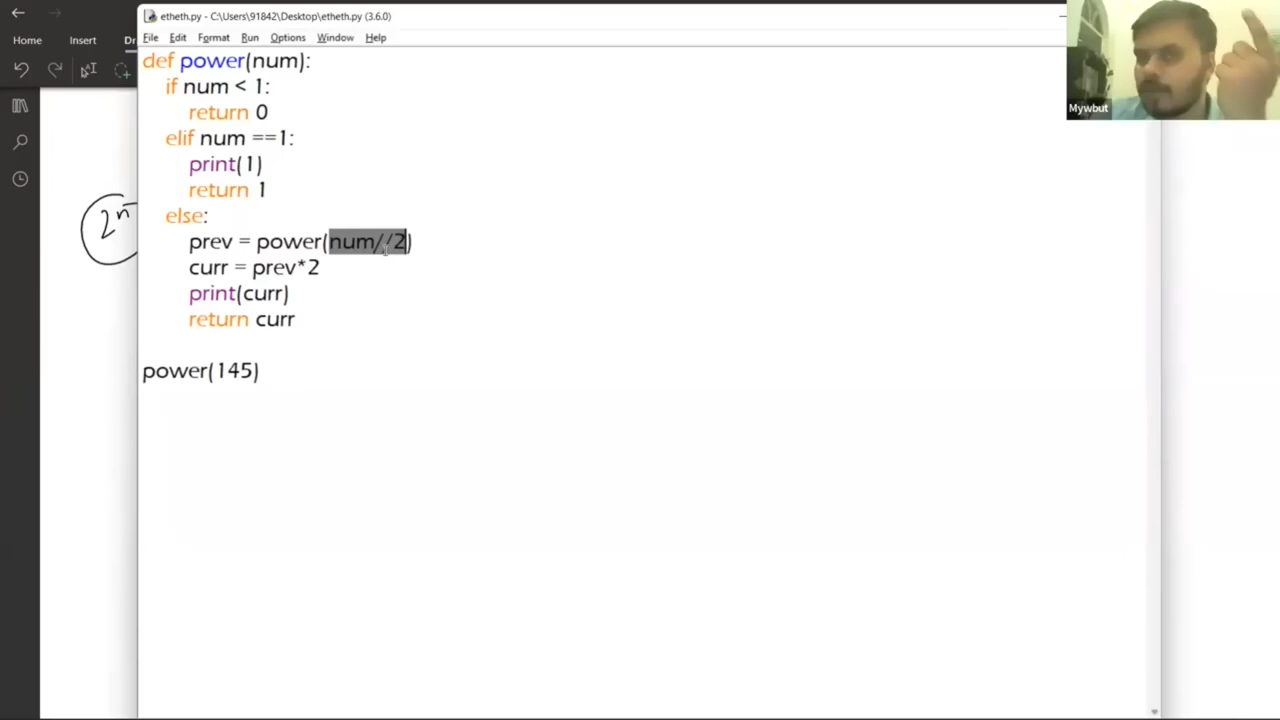 etheth.py - C:\Users\91842\Desktop\etheth.py (3.6.0)
Home Insert
File Edit Format Run Options Window Help
def power(num):
if num < 1:
return 0
elif num ==1:
print(1)
return 1
else:
prev = power(num//2)
curr = prev*2
print(curr)
return curr
power(145)
2ⁿ
Mywbut